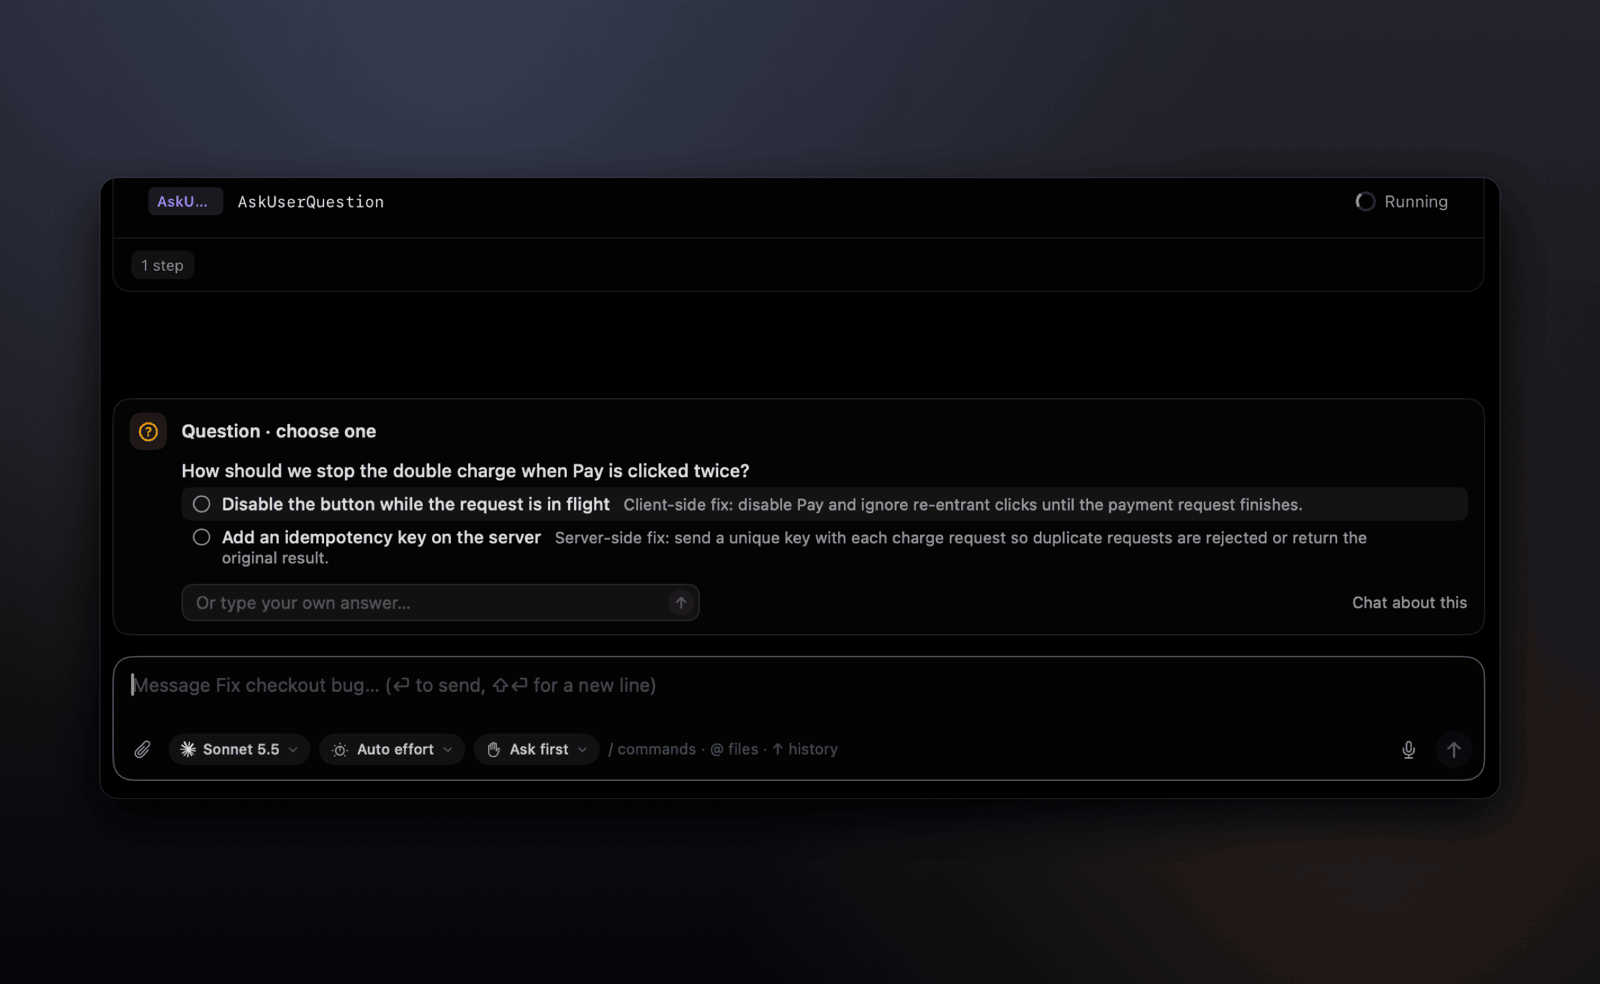 AskU... AskUserQuestion Running
1 step
Question · choose one
How should we stop the double charge when Pay is clicked twice?
Disable the button while the request is in flight Client-side fix: disable Pay and ignore re-entrant clicks until the payment request finishes.
Add an idempotency key on the server Server-side fix: send a unique key with each charge request so duplicate requests are rejected or return the
original result.
Or type your own answer... Chat about this
Message Fix checkout bug... (⏎ to send, ⇧⏎ for a new line)
Sonnet 5.5 Auto effort Ask first / commands · @ files · ↑ history